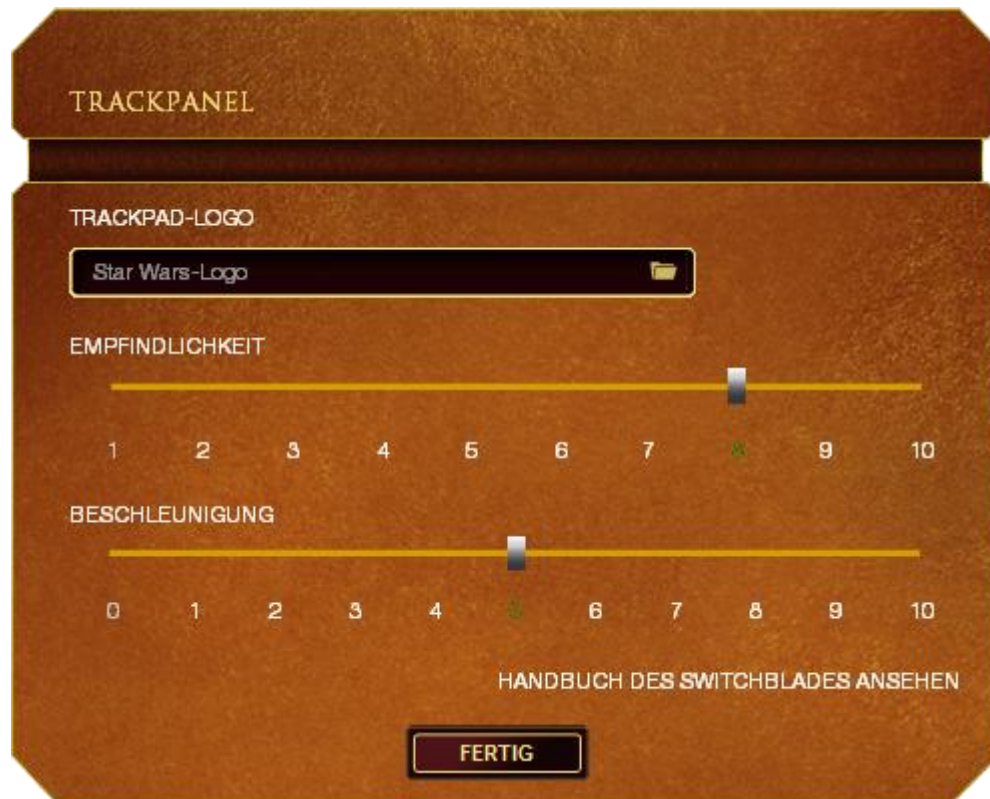 TRACKPANEL
TRACKPAD-LOGO
Star Wars-Logo
EMPFINDLICHKEIT
1 2 3 4 5 6 7 8 9 10
BESCHLEUNIGUNG
0 1 2 3 4 5 6 7 8 9 10
HANDBUCH DES SWITCHBLADES ANSEHEN
FERTIG